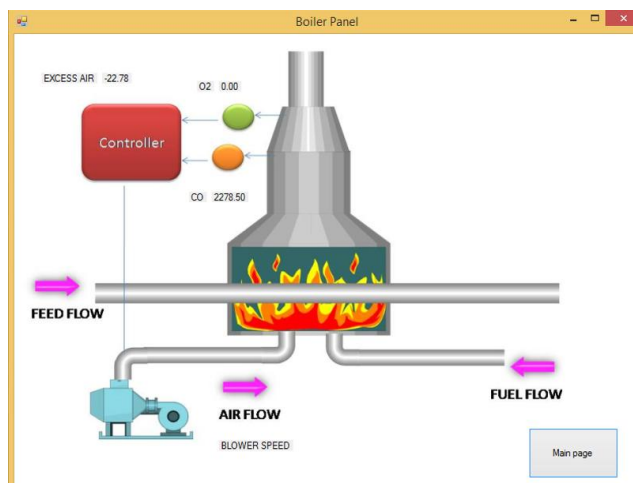 Boiler Panel
EXCESS AIR -22.78
O2 0.00
Controller
CO 2278.50
FEED FLOW
AIR FLOW
FUEL FLOW
BLOWER SPEED
Main page